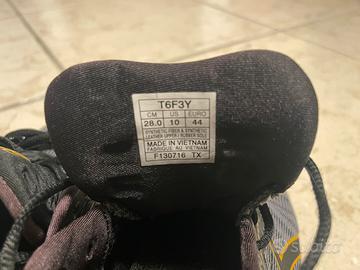 T6F3Y
CM US EURO
28.0 10 44
SYNTHETIC FIBER & SYNTHETIC
LEATHER UPPER / RUBBER SOLE
MADE IN VIETNAM
FABRIQUE AU VIETNAM
F130716 TX
subito